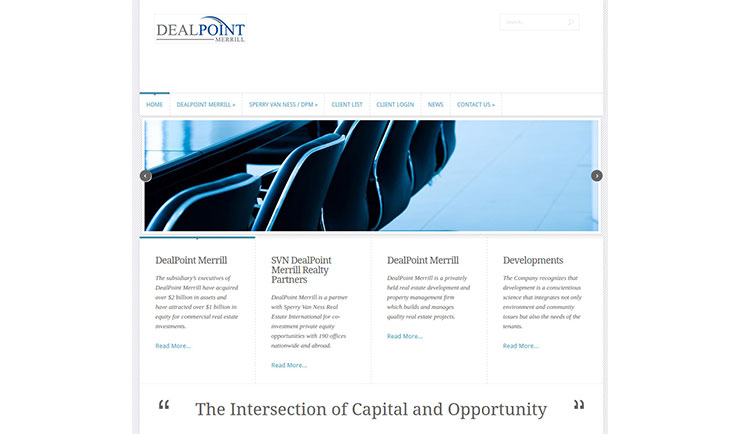 DEALPOINT
MERRILL
Search...
HOME
DEALPOINT MERRILL »
SPERRY VAN NESS / DPM »
CLIENT LIST
CLIENT LOGIN
NEWS
CONTACT US »
DealPoint Merrill
The subsidiary's executives of
DealPoint Merrill have acquired
over $2 billion in assets and
have attracted over $1 billion in
equity for commercial real estate
investments.
Read More...
SVN DealPoint
Merrill Realty
Partners
DealPoint Merrill is a partner
with Sperry Van Ness Real
Estate International for co-
investment private equity
opportunities with 190 offices
nationwide and abroad.
Read More...
DealPoint Merrill
DealPoint Merrill is a privately
held real estate development and
property management firm
which builds and manages
quality real estate projects.
Read More...
Developments
The Company recognizes that
development is a conscientious
science that integrates not only
environment and community
issues but also the needs of the
tenants.
Read More...
“ The Intersection of Capital and Opportunity ”